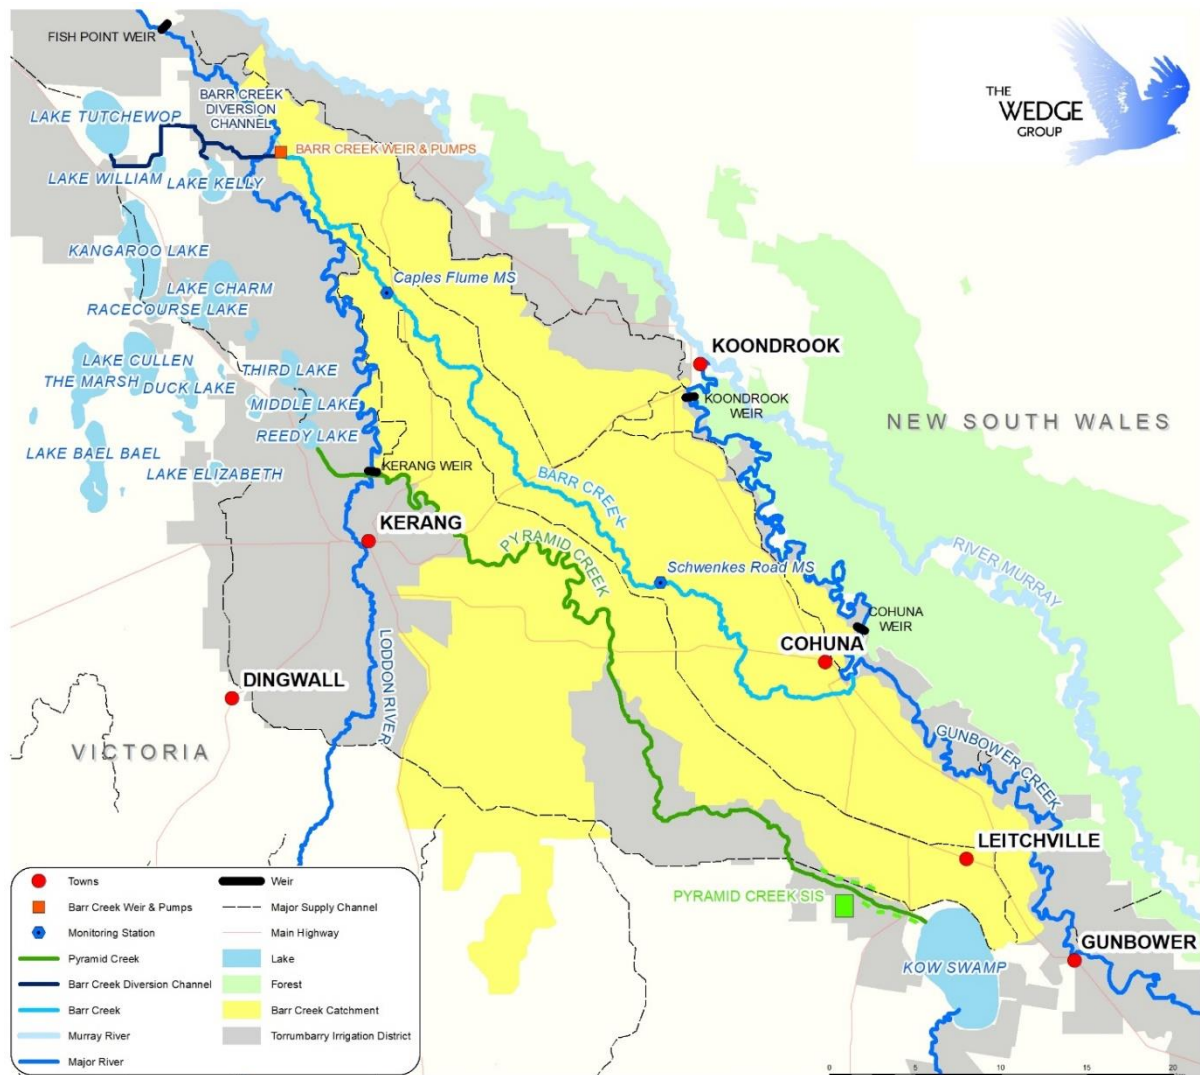 FISH POINT WEIR
BARR CREEK
DIVERSION
CHANNEL
THE
WEDGE
GROUP
LAKE TUTCHEWOP
BARR CREEK WEIR & PUMPS
LAKE WILLIAM
LAKE KELLY
KANGAROO LAKE
Caples Flume MS
LAKE CHARM
RACECOURSE LAKE
KOONDROOK
LAKE CULLEN
THIRD LAKE
THE MARSH
DUCK LAKE
KOONDROOK
WEIR
MIDDLE LAKE
NEW SOUTH WALES
REEDY LAKE
LAKE BAEL BAEL
KERANG WEIR
LAKE ELIZABETH
BARR CREEK
KERANG
PYRAMID CREEK
RIVER MURRAY
Schwenkes Road MS
COHUNA
WEIR
COHUNA
LODDON RIVER
DINGWALL
VICTORIA
GUNBOWER CREEK
LEITCHVILLE
PYRAMID CREEK SIS
GUNBOWER
KOW SWAMP
Towns
Weir
Barr Creek Weir & Pumps
Major Supply Channel
Monitoring Station
Main Highway
Pyramid Creek
Lake
Barr Creek Diversion Channel
Forest
Barr Creek
Barr Creek Catchment
Murray River
Torrumbarry Irrigation District
Major River
0 5 10 15 20